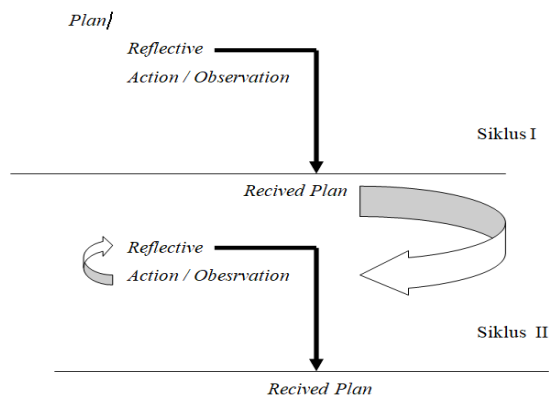 Plan/
Reflective
Action / Observation
Siklus I
Recived Plan
Reflective
Action / Obesrvation
Siklus II
Recived Plan